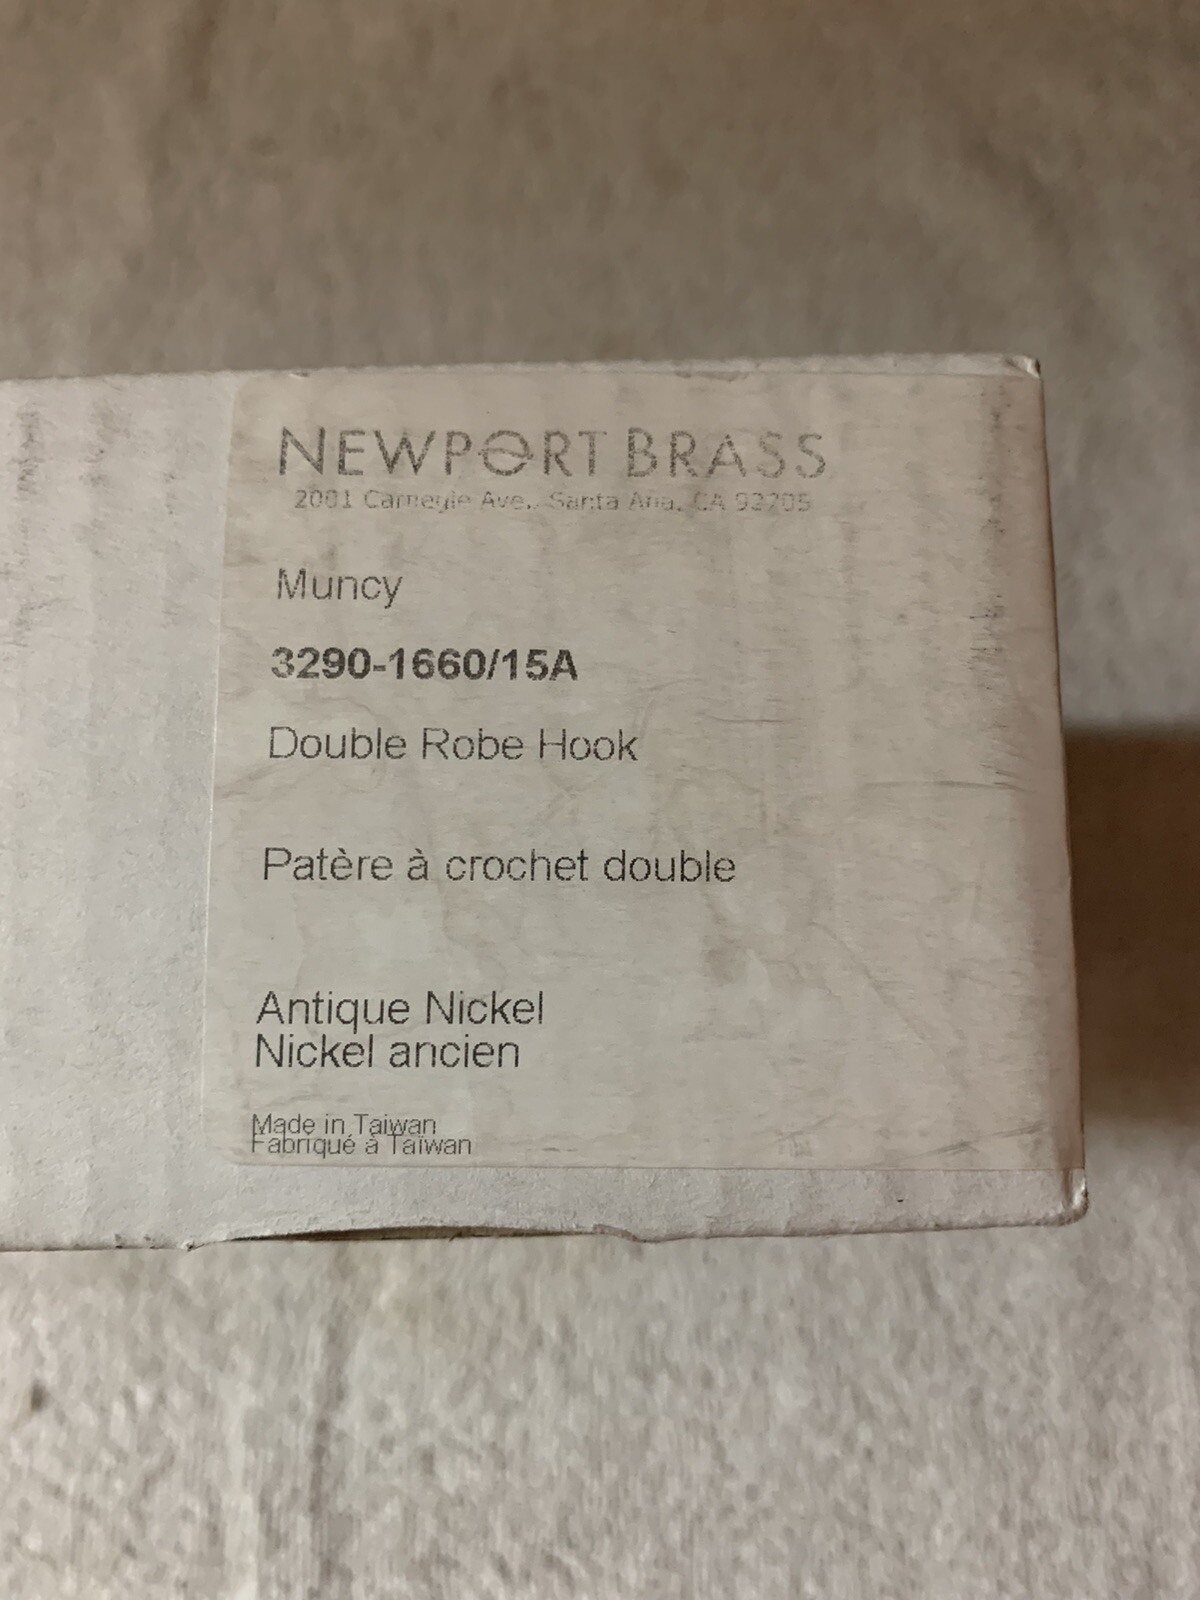 NEWPORT BRASS
2001 Carnegie Ave., Santa Ana, CA 92705
Muncy
3290-1660/15A
Double Robe Hook
Patère à crochet double
Antique Nickel
Nickel ancien
Made in Taiwan
Fabriqué à Taïwan